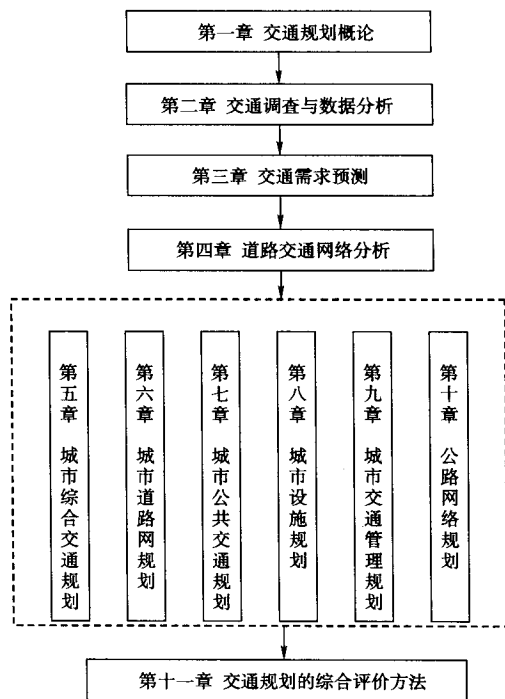 第一章 交通规划概论
第二章 交通调查与数据分析
第三章 交通需求预测
第四章 道路交通网络分析
第五章 城市综合交通规划
第六章 城市道路网规划
第七章 城市公共交通规划
第八章 城市设施规划
第九章 城市交通管理规划
第十章 公路网络规划
第十一章 交通规划的综合评价方法